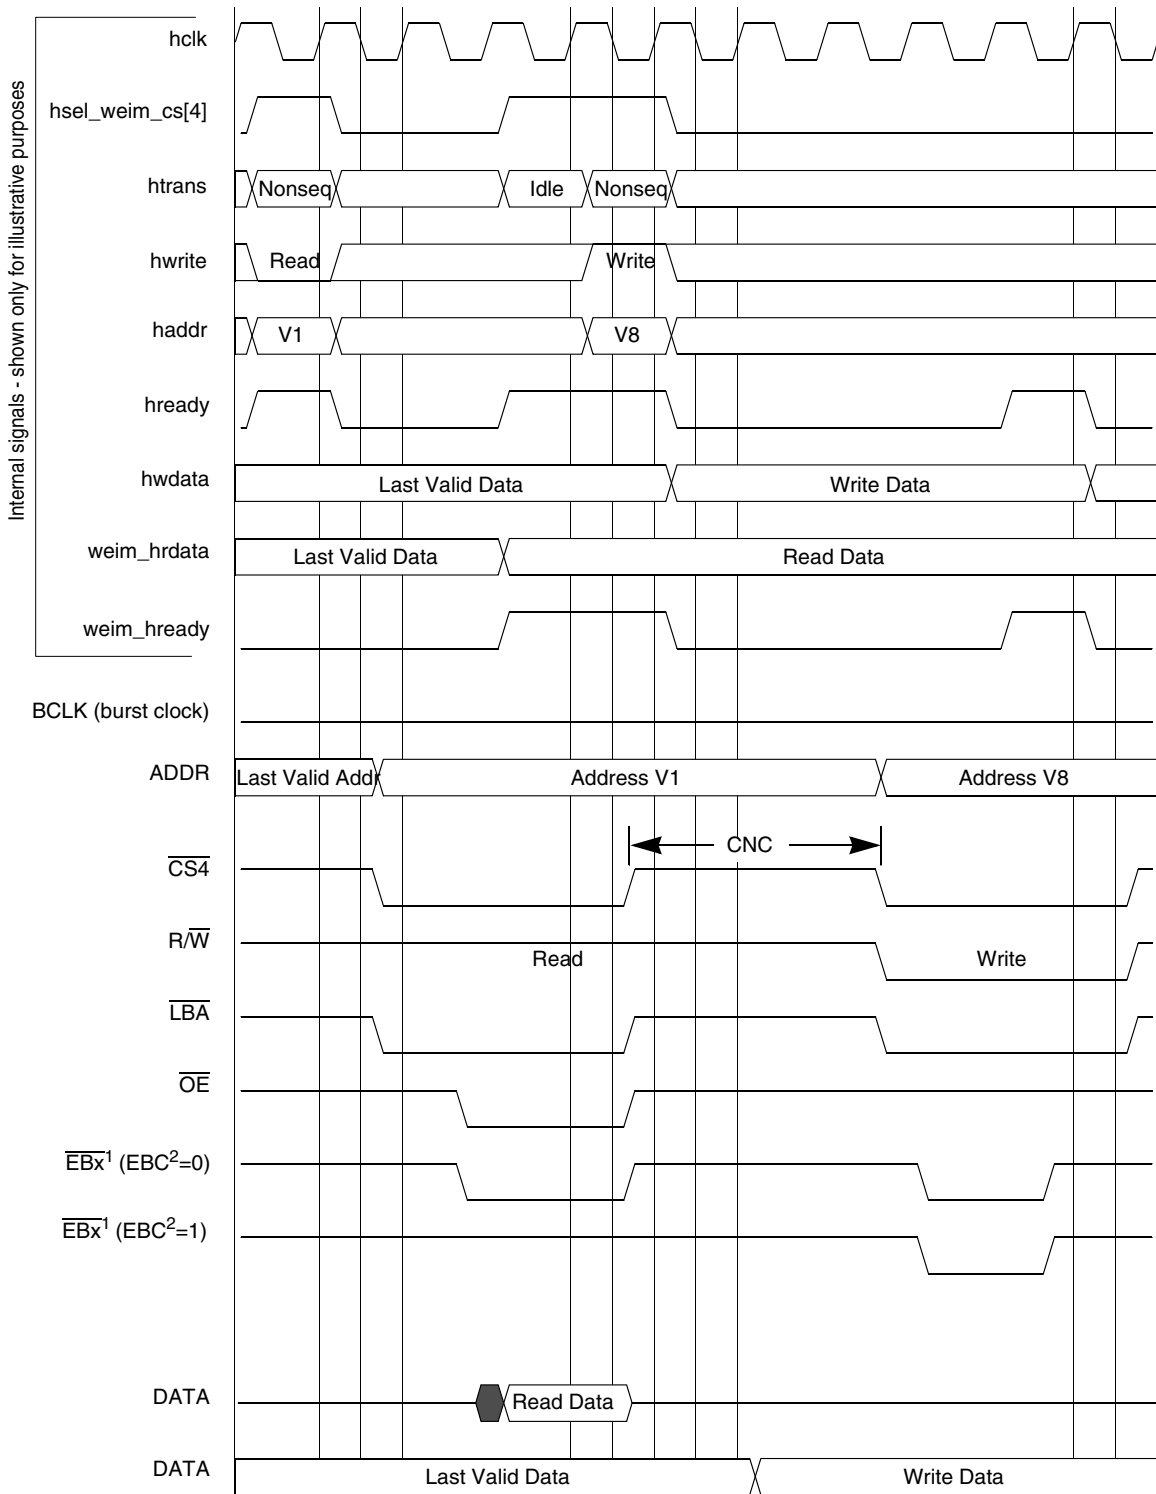 Internal signals - shown only for illustrative purposes
hclk
hsel_weim_cs[4]
htrans Nonseq Idle Nonseq
hwrite Read Write
haddr V1 V8
hready
hwdata Last Valid Data Write Data
weim_hrdata Last Valid Data Read Data
weim_hready
BCLK (burst clock)
ADDR Last Valid Addr Address V1 Address V8
CNC
CS4
R/W Read Write
LBA
OE
EBx1 (EBC2=0)
EBx1 (EBC2=1)
DATA Read Data
DATA Last Valid Data Write Data